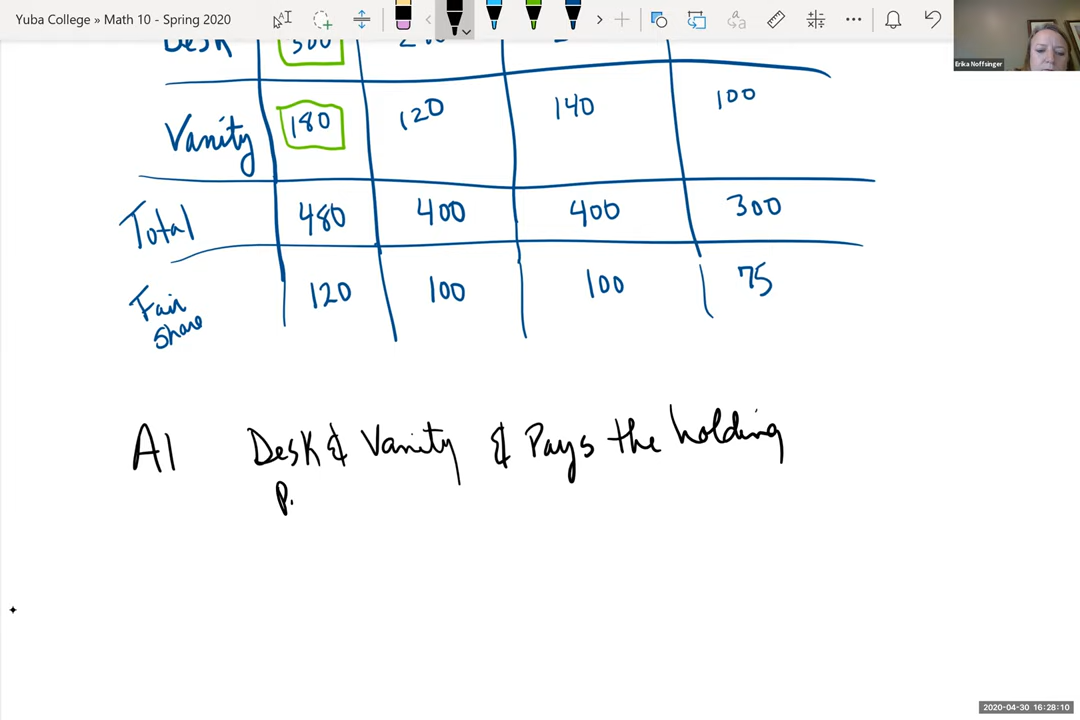 Yuba College » Math 10 - Spring 2020
Erika Noffsinger
Desk 300
Vanity 180 120 140 100
Total 480 400 400 300
Fair Share 120 100 100 75
Al Desk & Vanity & Pays the holding
P.
2020-04-30 16:28:10